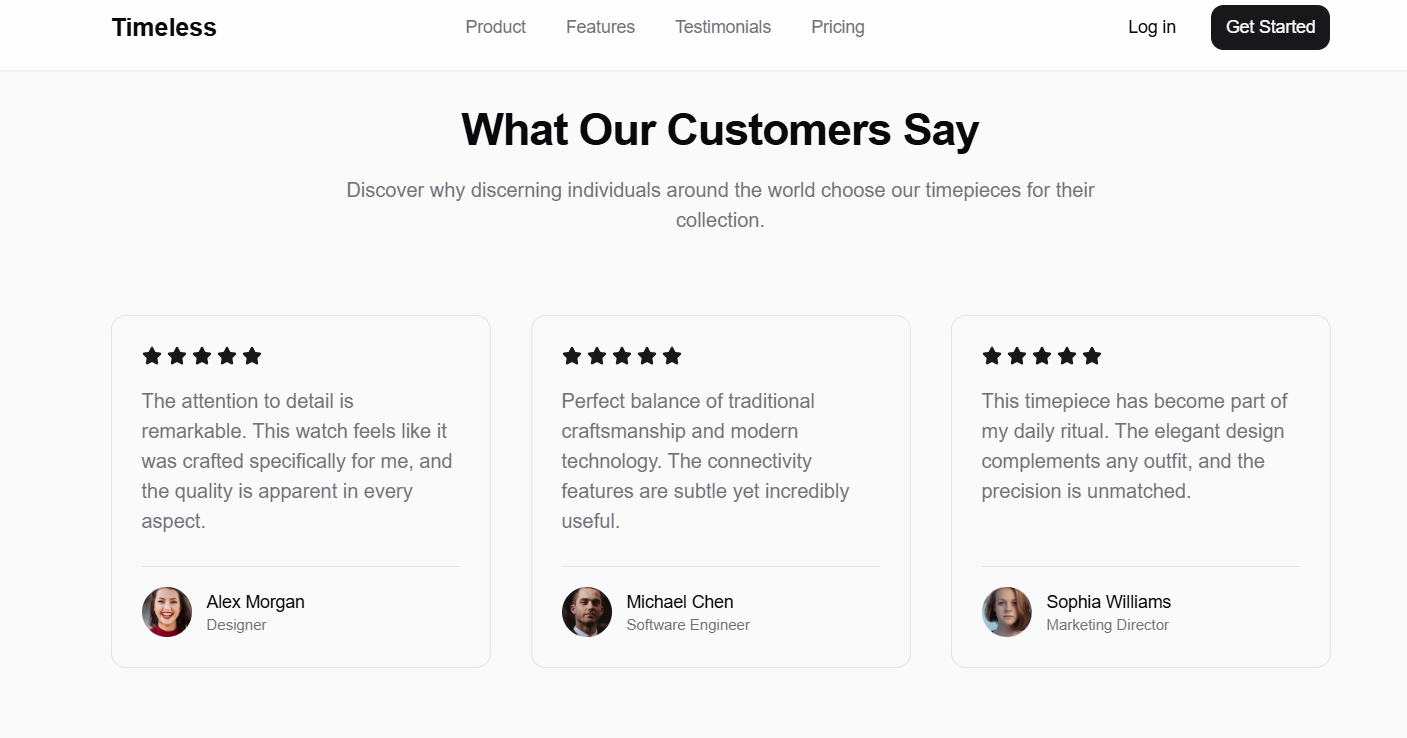 Timeless
Product
Features
Testimonials
Pricing
Log in
Get Started
What Our Customers Say
Discover why discerning individuals around the world choose our timepieces for their
collection.
The attention to detail is
remarkable. This watch feels like it
was crafted specifically for me, and
the quality is apparent in every
aspect.
Alex Morgan
Designer
Perfect balance of traditional
craftsmanship and modern
technology. The connectivity
features are subtle yet incredibly
useful.
Michael Chen
Software Engineer
This timepiece has become part of
my daily ritual. The elegant design
complements any outfit, and the
precision is unmatched.
Sophia Williams
Marketing Director